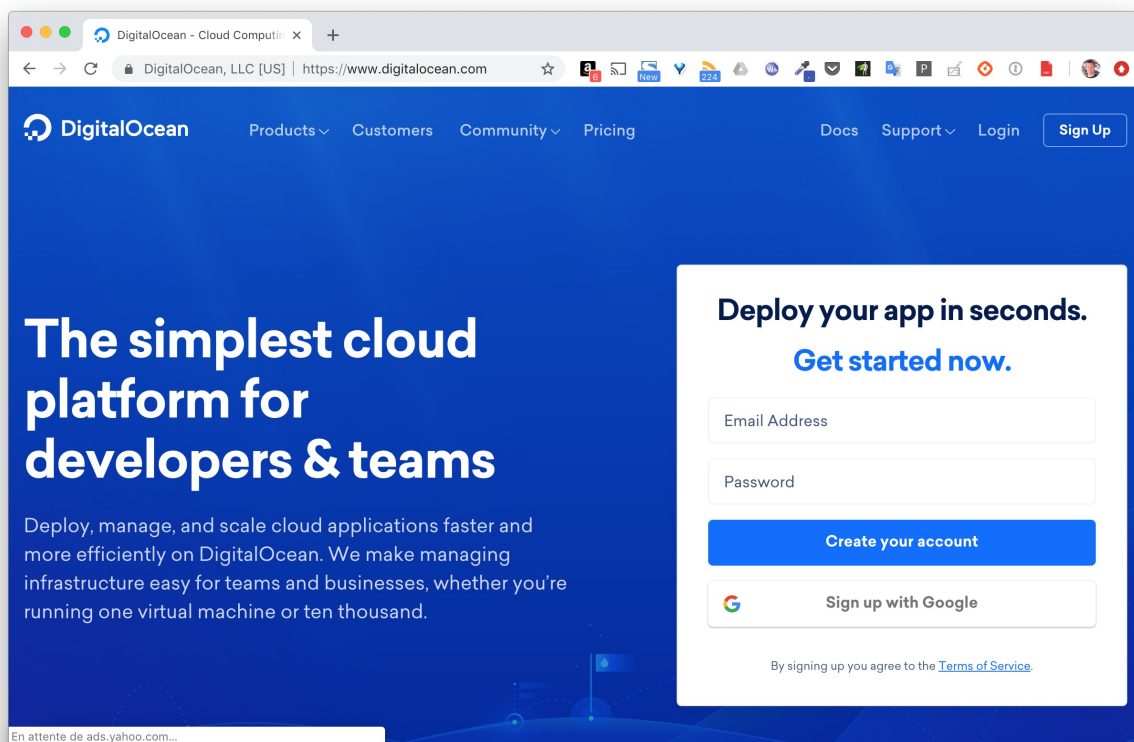 DigitalOcean - Cloud Computin
DigitalOcean, LLC [US] | https://www.digitalocean.com
6
New
224
DigitalOcean
Products
Customers
Community
Pricing
Docs
Support
Login
Sign Up
The simplest cloud
platform for
developers & teams
Deploy, manage, and scale cloud applications faster and
more efficiently on DigitalOcean. We make managing
infrastructure easy for teams and businesses, whether you're
running one virtual machine or ten thousand.
Deploy your app in seconds.
Get started now.
Email Address
Password
Create your account
Sign up with Google
By signing up you agree to the Terms of Service.
En attente de ads.yahoo.com...